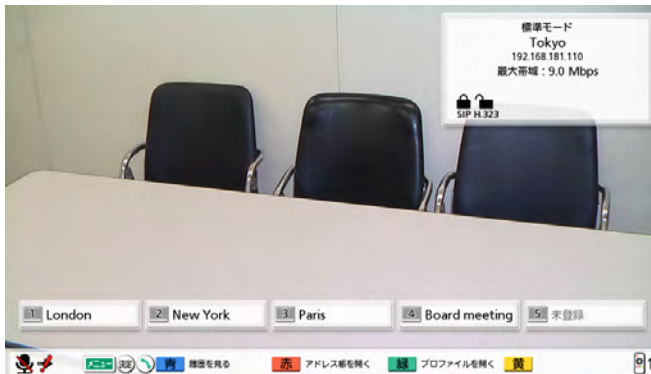 標準モード
Tokyo
192.168.181.110
最大帯域：9.0 Mbps
SIP H.323
1 London
2 New York
3 Paris
4 Board meeting
5 未登録
メニュー 決定 青 履歴を見る 赤 アドレス帳を開く 緑 プロファイルを開く 黄
1